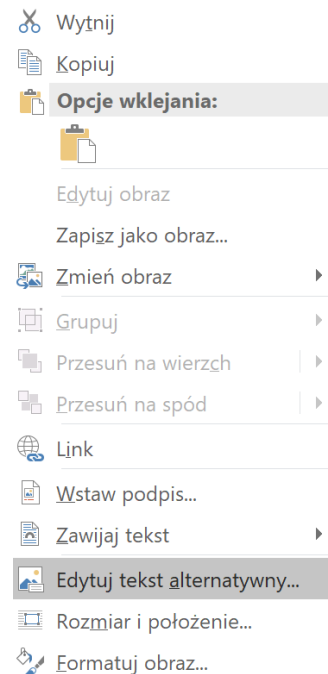 Wytnij
Kopiuj
Opcje wklejania:
Edytuj obraz
Zapisz jako obraz...
Zmień obraz
Grupuj
Przesuń na wierzch
Przesuń na spód
Link
Wstaw podpis...
Zawijaj tekst
Edytuj tekst alternatywny...
Rozmiar i położenie...
Formatuj obraz...